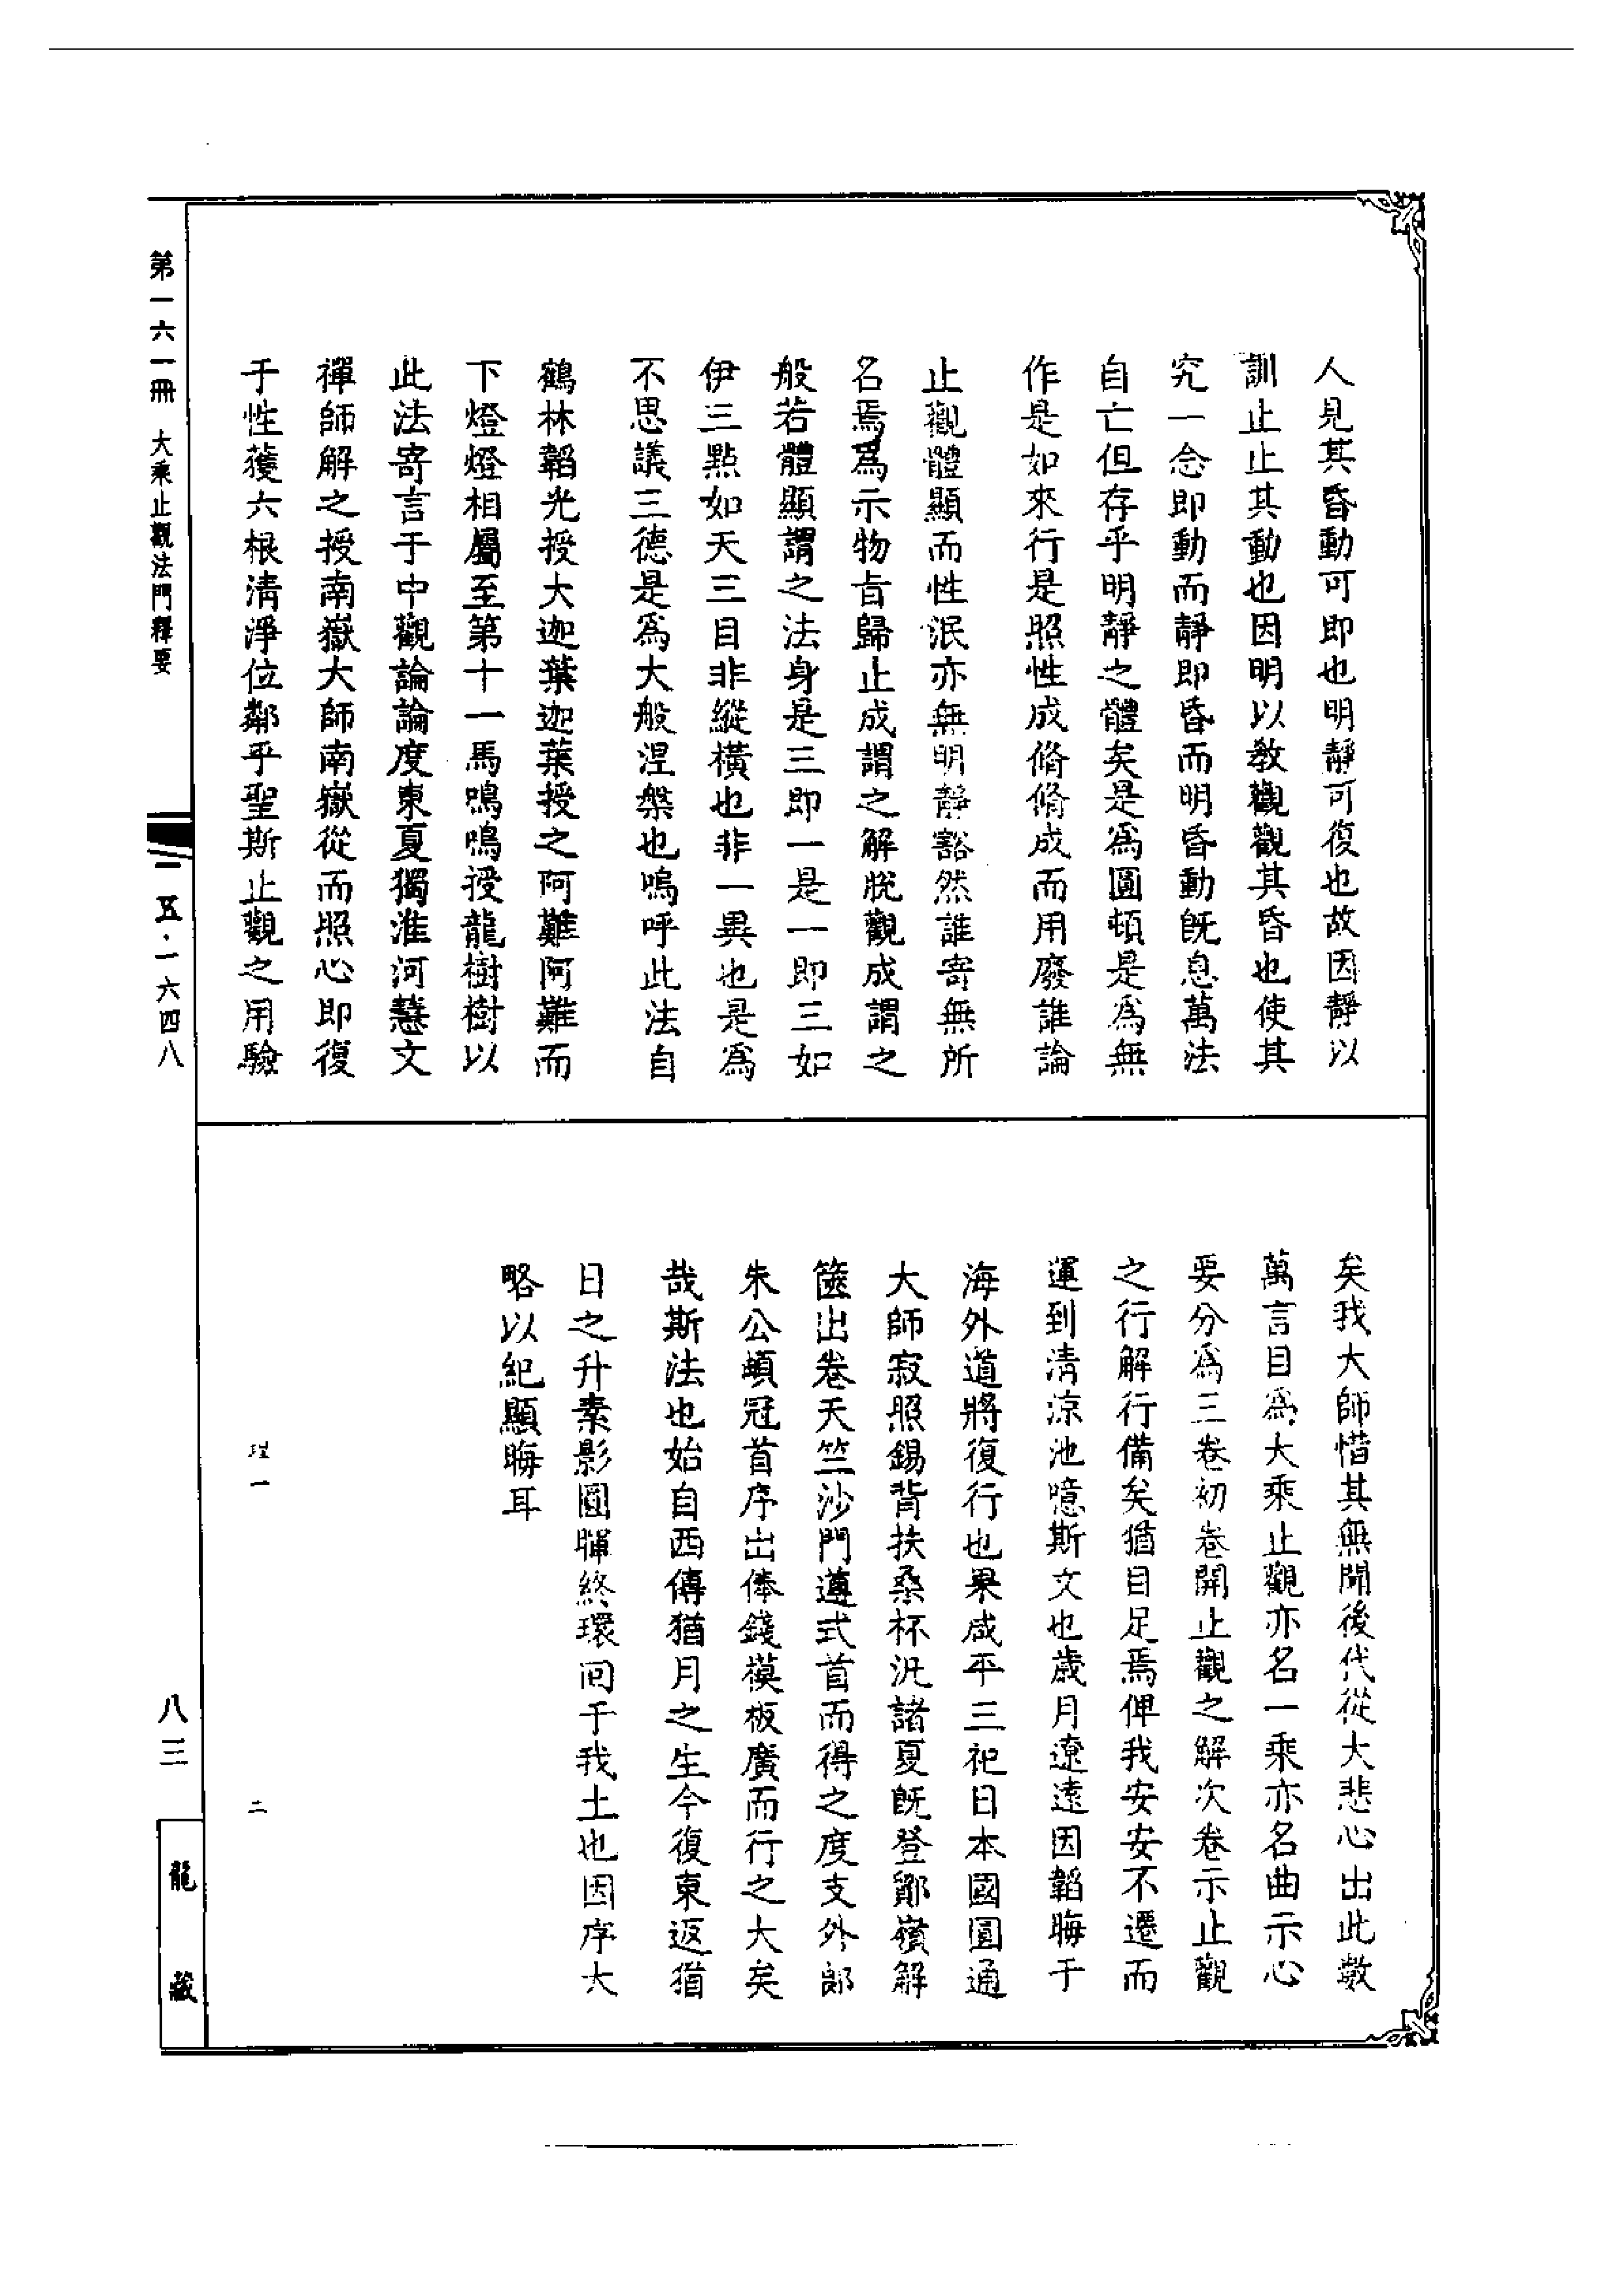 人見其昏動可即也明靜可復也故因靜以
訓止止其動也因明以教觀觀其昏也使其
究一念即動而靜即昏而明昏動旣息萬法
自亡但存乎明靜之體矣是爲圓頓是爲無
作是如來行是照性成脩脩成而用廢誰論
止觀體顯而性泯亦無明靜豁然誰寄無所
名焉爲示物旨歸止成謂之解脫觀成謂之
般若體顯謂之法身是三即一是一即三如
伊三點如天三目非縱橫也非一異也是爲
不思議三德是爲大般涅槃也嗚呼此法自
鶴林韜光授大迦葉迦葉授之阿難阿難而
下燈燈相屬至第十一馬鳴鳴授龍樹樹以
此法寄言于中觀論論度東夏獨淮河慧文
禪師解之授南嶽大師南嶽從而照心即復
于性獲六根淸淨位鄰乎聖斯止觀之用驗
矣我大師惜其無聞後代從大悲心出此數
萬言目爲大乘止觀亦名一乘亦名曲示心
要分爲三卷初卷開止觀之解次卷示止觀
之行解行備矣猶目足焉俾我安安不遷而
運到淸涼池噫斯文也歲月遼遠因韜晦于
海外道將復行也果咸平三祀日本國圓通
大師寂照錫背扶桑杯汎諸夏旣登鄮嶺解
篋出卷天竺沙門遵式首而得之度支外郎
朱公頔冠首序出俸錢模板廣而行之大矣
哉斯法也始自西傳猶月之生今復東返猶
日之升素影圓暉終環回于我土也因序大
略以紀顯晦耳
理一 二
第一六一冊 大乘止觀法門釋要
一五·一六四八
八三
龍藏